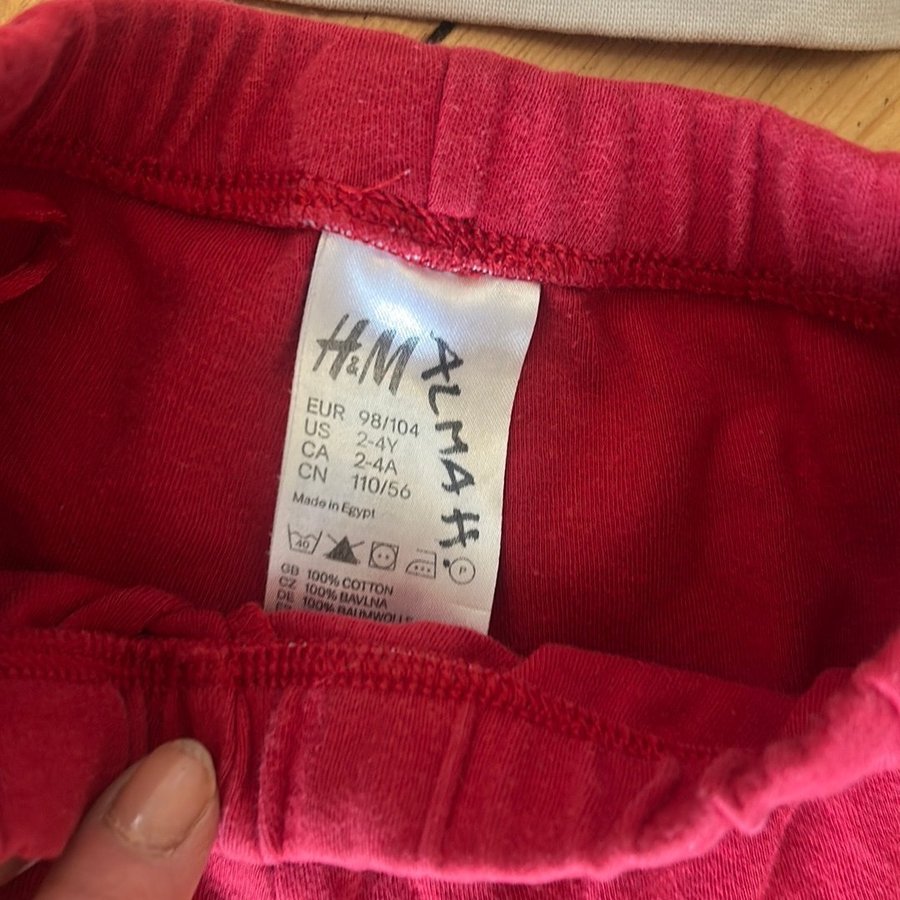 H&M
ALMA H.
EUR 98/104
US 2-4Y
CA 2-4A
CN 110/56
Made in Egypt
40
P
GB 100% COTTON
CZ 100% BAVLNA
DE 100% BAUMWOLLE